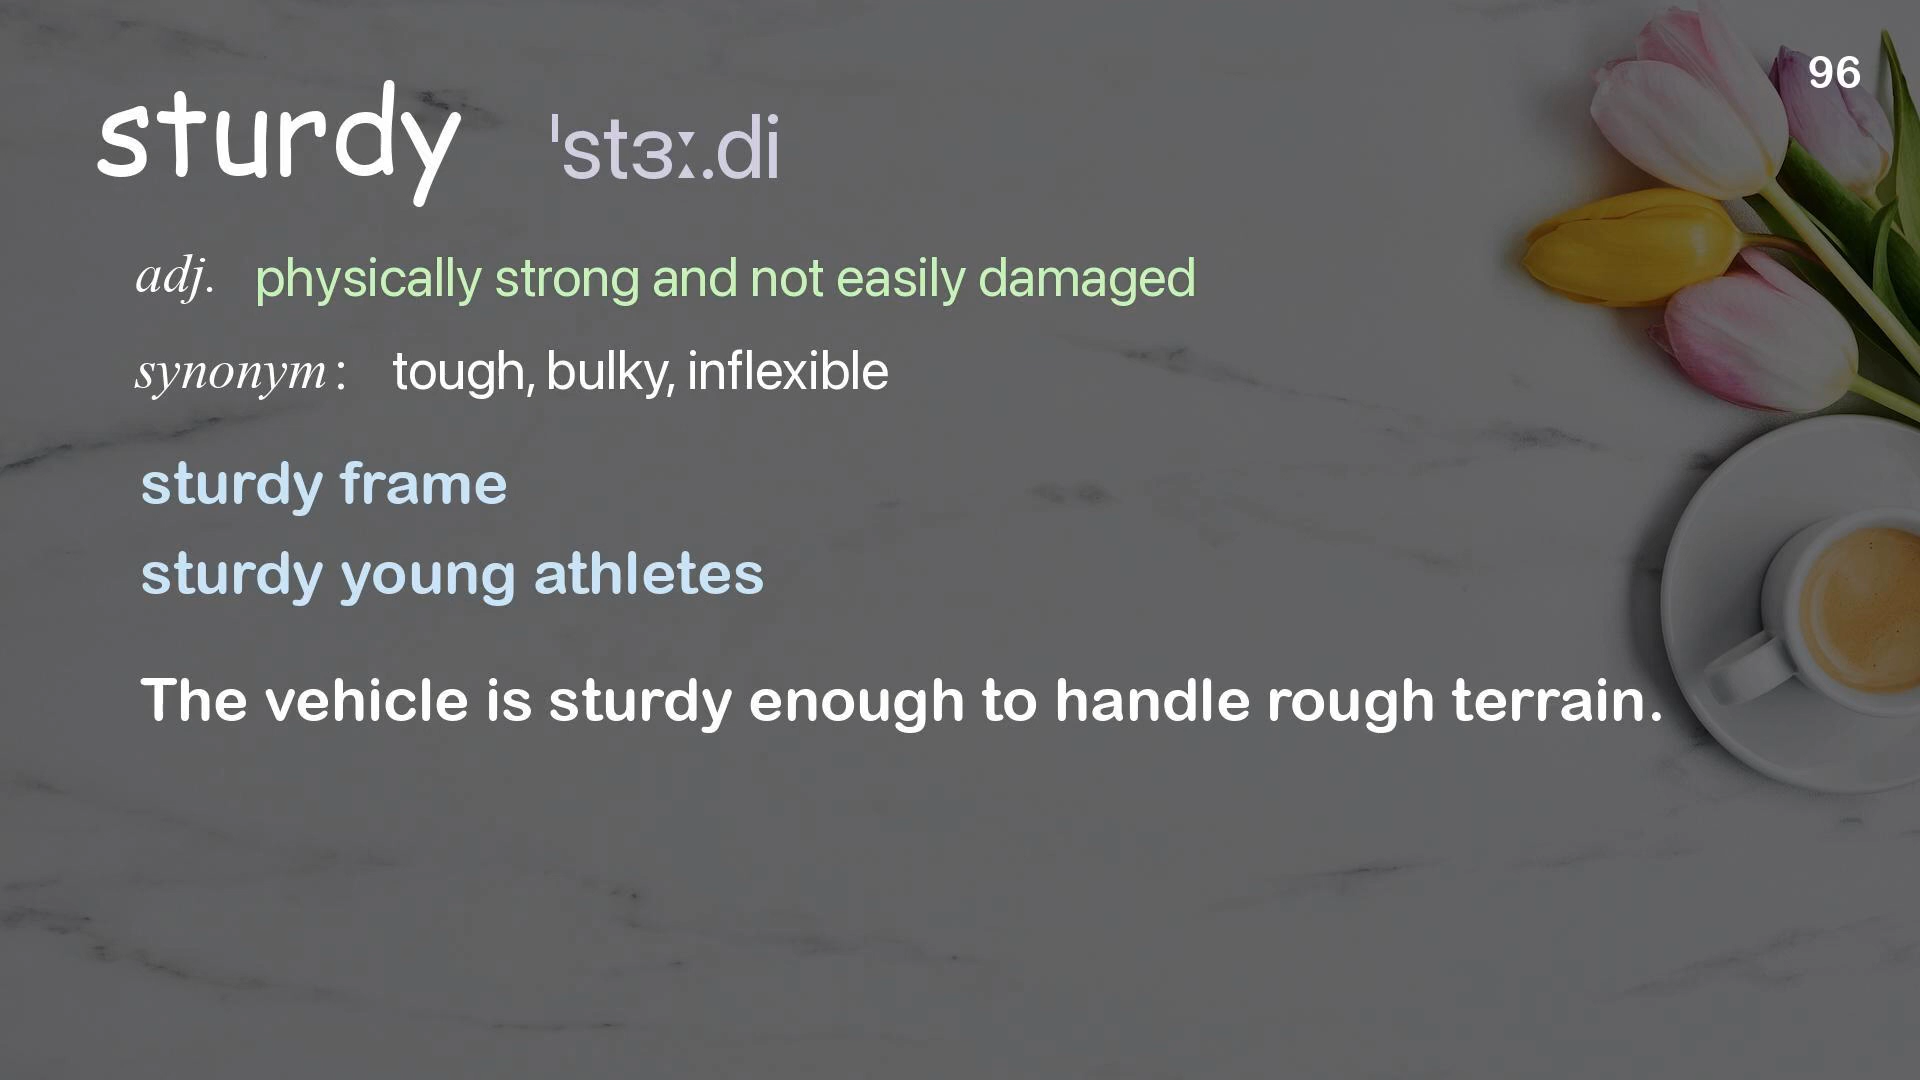 96
sturdy ˈstɜː.di
adj. physically strong and not easily damaged
synonym : tough, bulky, inflexible
sturdy frame
sturdy young athletes
The vehicle is sturdy enough to handle rough terrain.